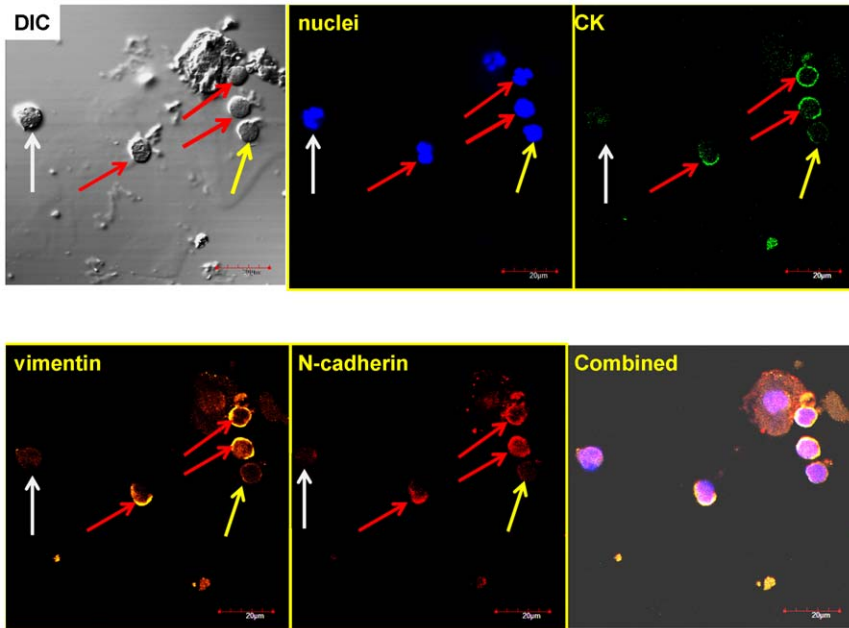 DIC
nuclei
CK
20µm
20µm
vimentin
N-cadherin
Combined
20µm
20µm
20µm